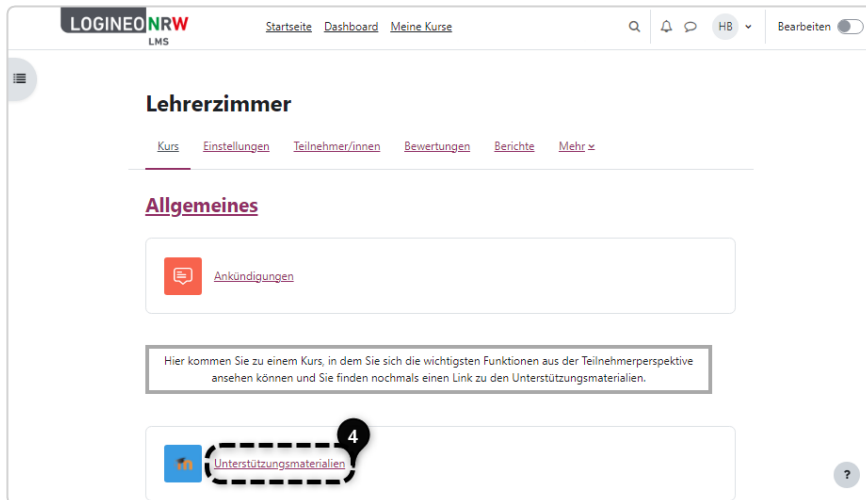 LOGINEO NRW
LMS
Startseite Dashboard Meine Kurse
HB
Bearbeiten
Lehrerzimmer
Kurs Einstellungen Teilnehmer/innen Bewertungen Berichte Mehr
Allgemeines
Ankündigungen
Hier kommen Sie zu einem Kurs, in dem Sie sich die wichtigsten Funktionen aus der Teilnehmerperspektive
ansehen können und Sie finden nochmals einen Link zu den Unterstützungsmaterialien.
4
Unterstützungsmaterialien
?